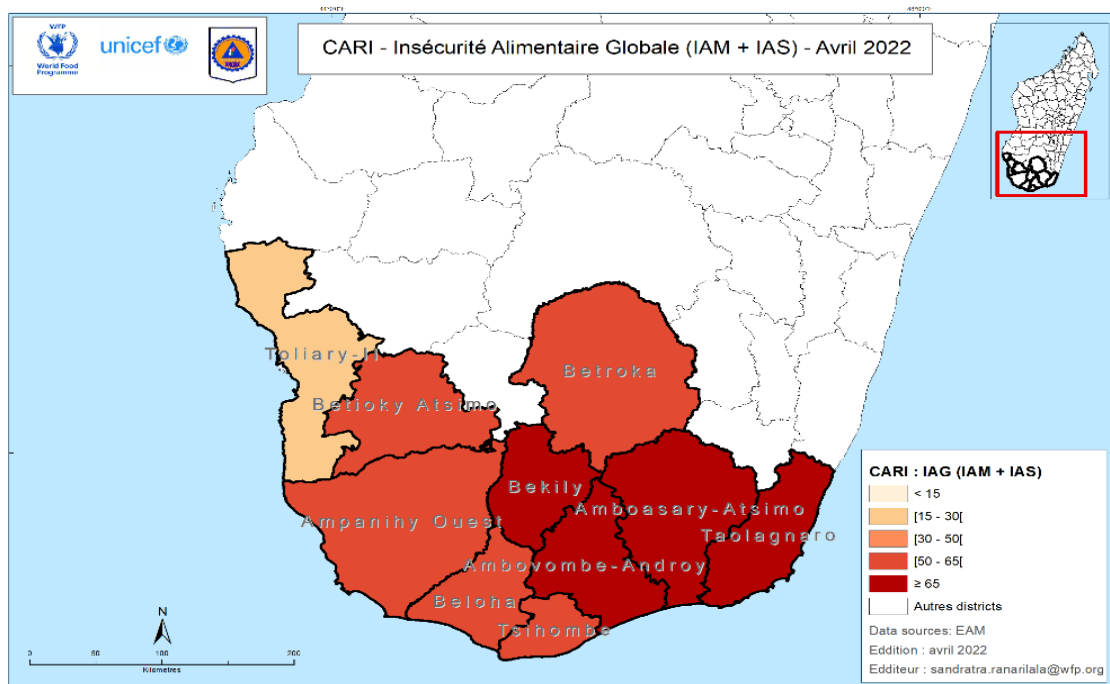 WFP
World Food
Programme
unicef
CARI - Insécurité Alimentaire Globale (IAM + IAS) - Avril 2022
Toliary-II
Betioky Atsimo
Betroka
Bekily
Amboasary-Atsimo
Ampanihy Ouest
Taolagnaro
Ambovombe-Androy
Beloha
Tsihombe
N
0 50 100 200
Kilometres
CARI : IAG (IAM + IAS)
< 15
[15 - 30[
[30 - 50[
[50 - 65[
≥ 65
Autres districts
Data sources: EAM
Eddition : avril 2022
Edditeur : sandratra.ranarilala@wfp.org